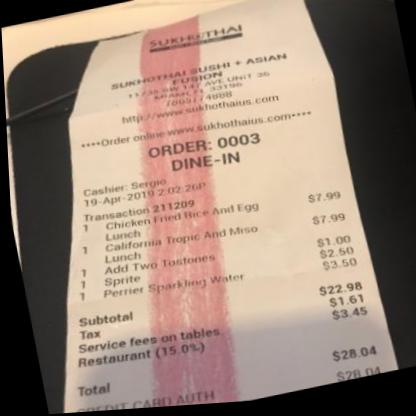 SUKHOTHAI
SUKHOTHAI SUSHI + ASIAN
FUSION
11735 SW 147 AVE UNIT 36
MIAMI, FL 33196
http://www.sukhothaius.com
****Order online www.sukhothaius.com****
ORDER: 0003
DINE-IN
Cashier: Sergio
19-Apr-2019 2:02:26P
Transaction 211209
1 Chicken Fried Rice And Egg Lunch $7.99
1 California Tropic And Miso Lunch $7.99
1 Add Two Tostones $1.00
1 Sprite $2.50
1 Perrier Sparkling Water $3.50
Subtotal $22.98
Tax $1.61
Service fees on tables $3.45
Restaurant (15.0%)
Total $28.04
CREDIT CARD AUTH $28.04